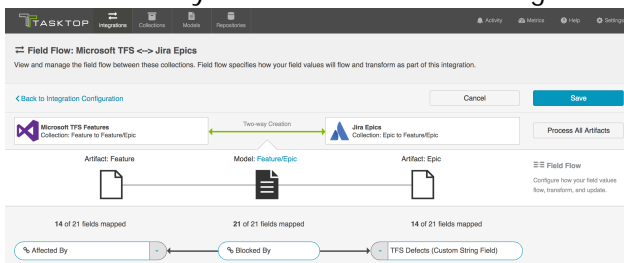 TASKTOP
Integrations
Collections
Models
Repositories
Activity
Metrics
Help
Settings
Field Flow: Microsoft TFS <--> Jira Epics
View and manage the field flow between these collections. Field flow specifies how your field values will flow and transform as part of this integration.
Back to Integration Configuration
Cancel
Save
Microsoft TFS Features
Collection: Feature to Feature/Epic
Two-way Creation
Jira Epics
Collection: Epic to Feature/Epic
Process All Artifacts
Artifact: Feature
Model: Feature/Epic
Artifact: Epic
Field Flow
Configure how your field values
flow, transform, and update.
14 of 21 fields mapped
21 of 21 fields mapped
14 of 21 fields mapped
Affected By
-
Blocked By
-
TFS Defects (Custom String Field)